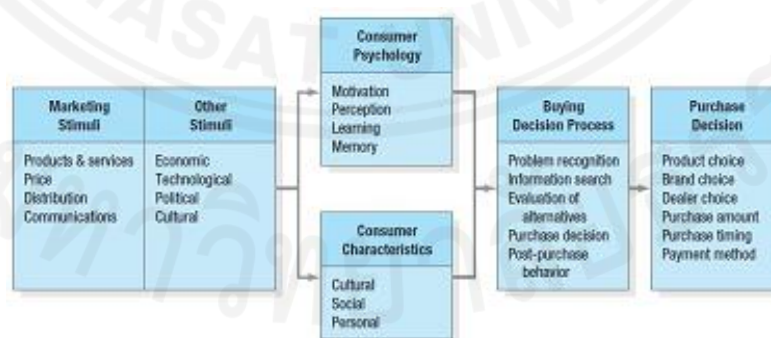 Marketing Stimuli
Products & services
Price
Distribution
Communications
Other Stimuli
Economic
Technological
Political
Cultural
Consumer
Psychology
Motivation
Perception
Learning
Memory
Consumer
Characteristics
Cultural
Social
Personal
Buying
Decision Process
Problem recognition
Information search
Evaluation of
alternatives
Purchase decision
Post-purchase
behavior
Purchase
Decision
Product choice
Brand choice
Dealer choice
Purchase amount
Purchase timing
Payment method